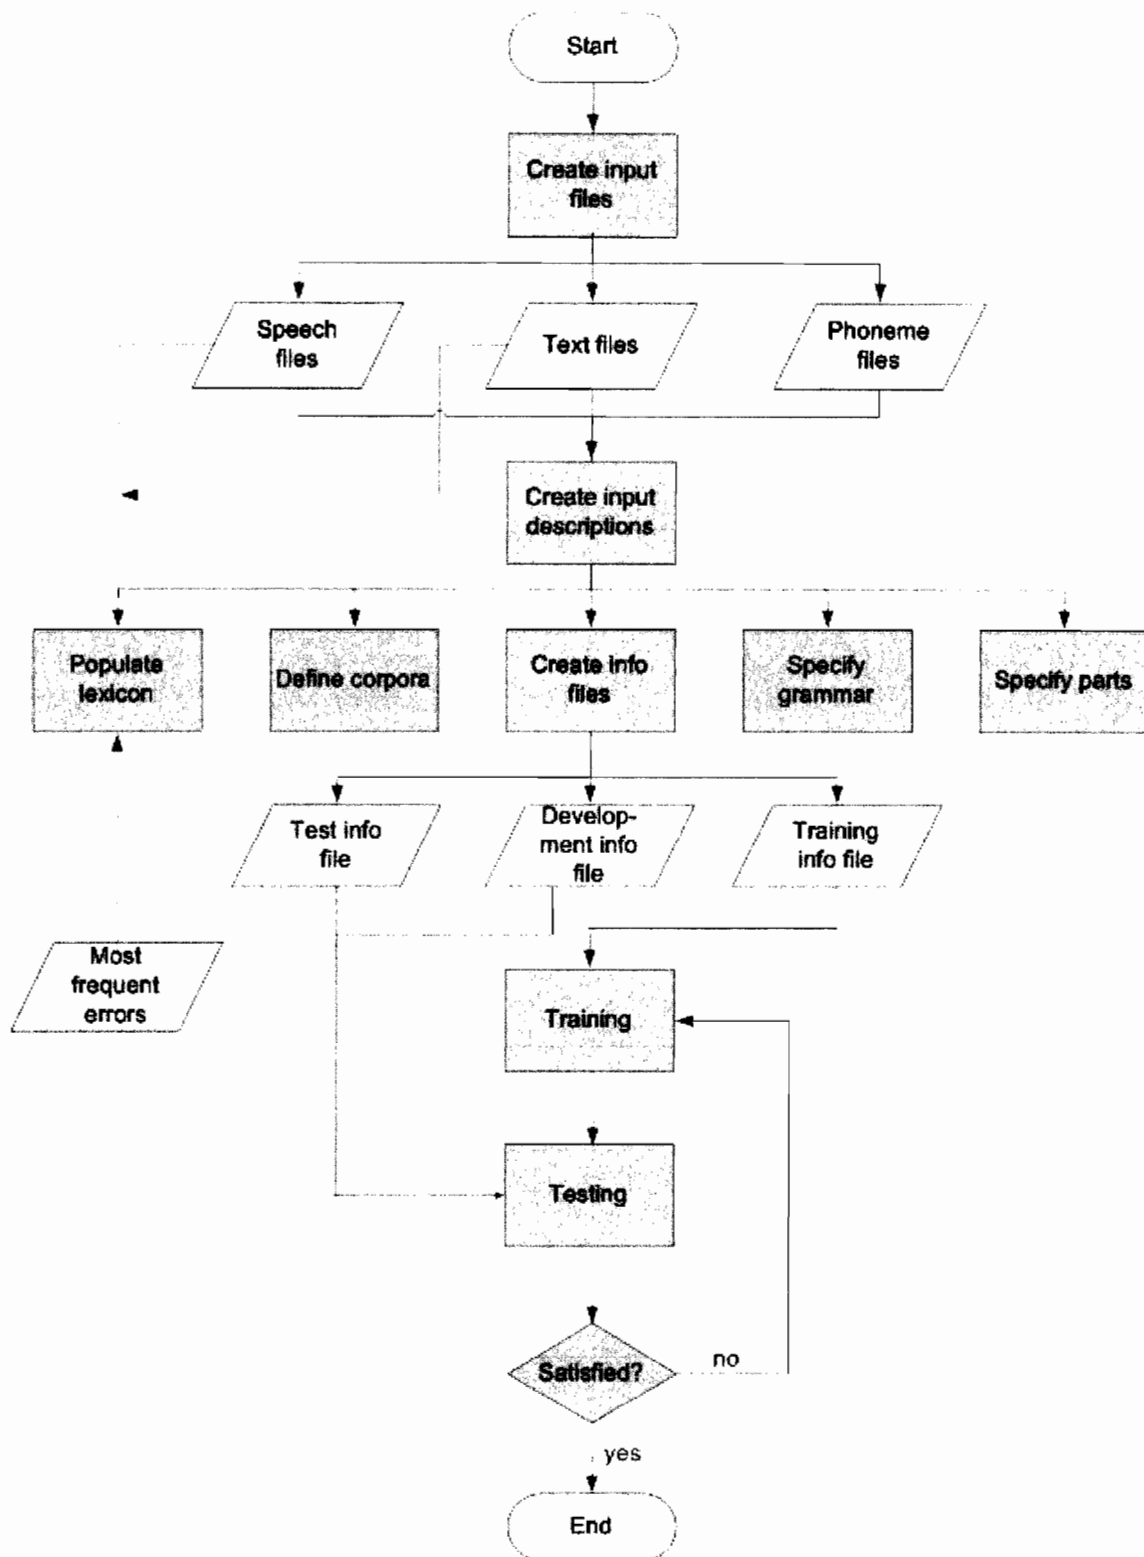 Start
Create input
files
Speech
files
Text files
Phoneme
files
Create input
descriptions
Populate
lexicon
Define corpora
Create info
files
Specify
grammar
Specify parts
Test info
file
Develop-
ment info
file
Training
info file
Most
frequent
errors
Training
Testing
Satisfied?
no
yes
End